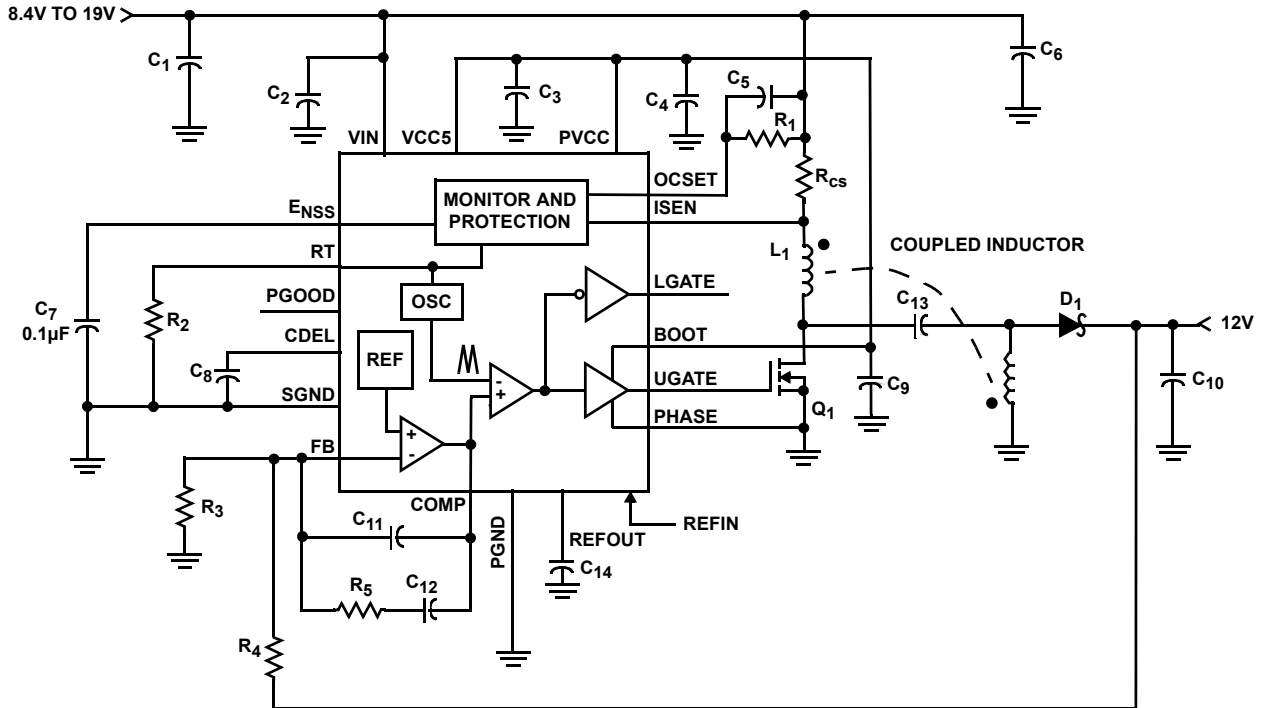 8.4V TO 19V
C1
C2
C3
C4
C5
C6
R1
VIN
VCC5
PVCC
OCSET
RCS
MONITOR AND
PROTECTION
ENSS
ISEN
L1
COUPLED INDUCTOR
RT
LGATE
C7
0.1µF
R2
PGOOD
OSC
C13
D1
12V
CDEL
REF
BOOT
C8
-
+
UGATE
C9
C10
SGND
Q1
PHASE
+
-
FB
R3
COMP
C11
PGND
REFOUT
REFIN
C14
R5
C12
R4